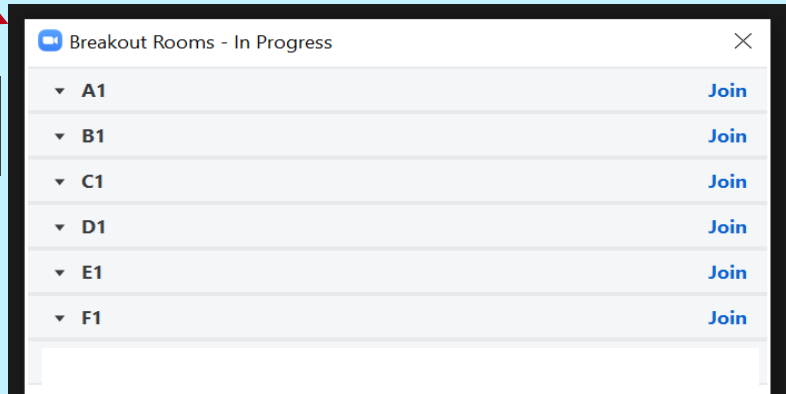 Breakout Rooms - In Progress
A1 Join
B1 Join
C1 Join
D1 Join
E1 Join
F1 Join